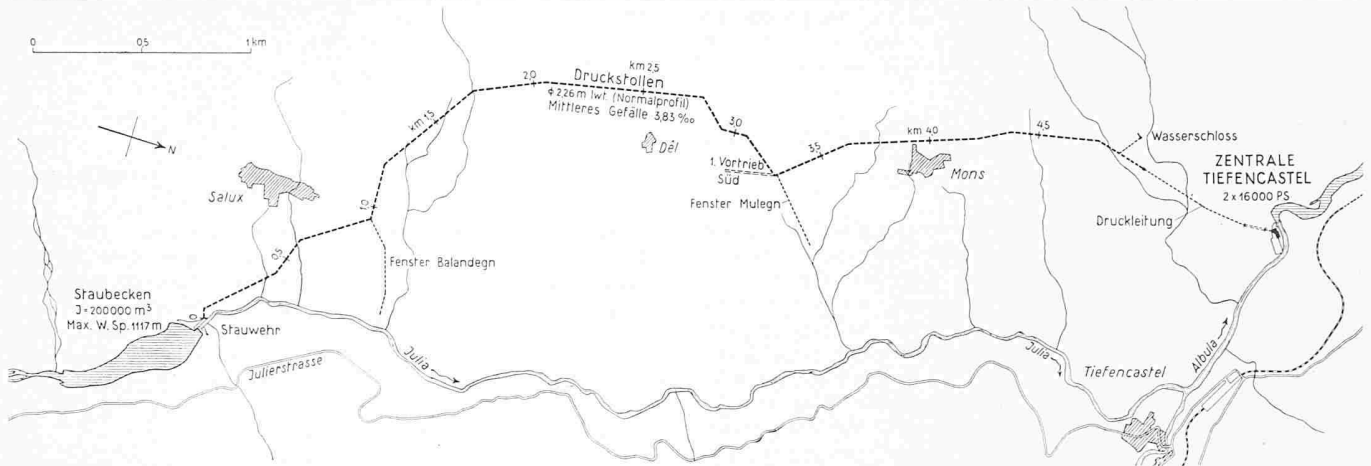 0 0,5 1 km
N
Salux
Staubecken
J = 200000 m³
Max. W. Sp. 1117 m
0
Stauwehr
Julierstrasse
0,5
1,0
Fenster Balandegn
km 1,5
2,0
km 2,5
Druckstollen
ϕ 2,26 m lwt. (Normalprofil)
Mittleres Gefälle 3,83 ‰
Dêl
3,0
1. Vortrieb
Süd
Fenster Mulegn
3,5
km 4,0
Mons
4,5
Wasserschloss
ZENTRALE
TIEFENCASTEL
2 x 16000 PS
Druckleitung
Julia
Julia
Tiefencastel
Albula